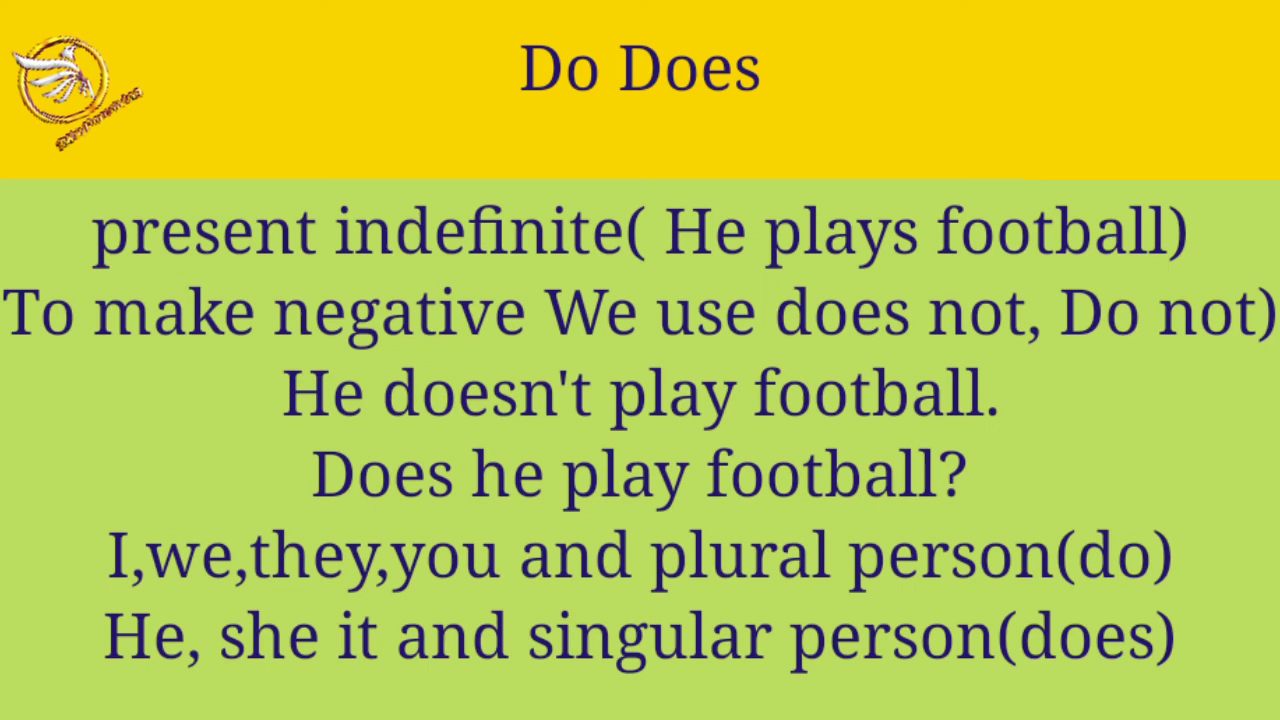 Do Does
present indefinite( He plays football)
To make negative We use does not, Do not)
He doesn't play football.
Does he play football?
I,we,they,you and plural person(do)
He, she it and singular person(does)